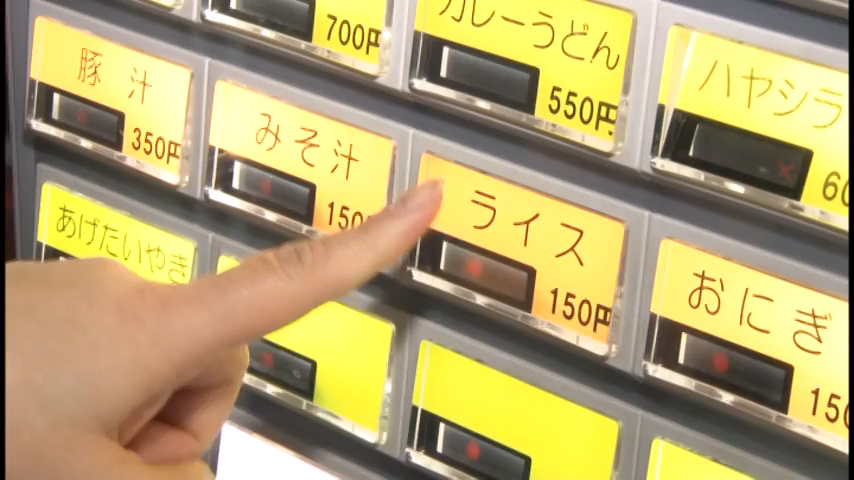 700円
カレーうどん
550円
ハヤシラ
豚汁
350円
みそ汁
150
ライス
150円
おにぎ
150
あげたいやき